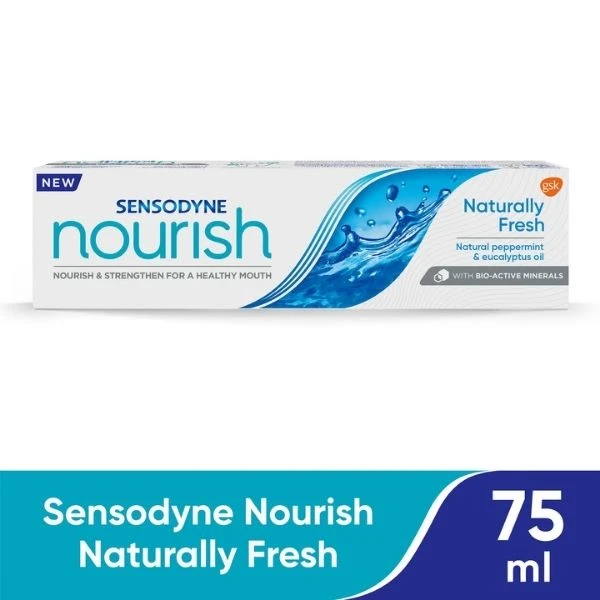 NEW
SENSODYNE
nourish
NOURISH & STRENGTHEN FOR A HEALTHY MOUTH
gsk
Naturally
Fresh
Natural peppermint
& eucalyptus oil
WITH BIO-ACTIVE MINERALS
Sensodyne Nourish
Naturally Fresh
75
ml